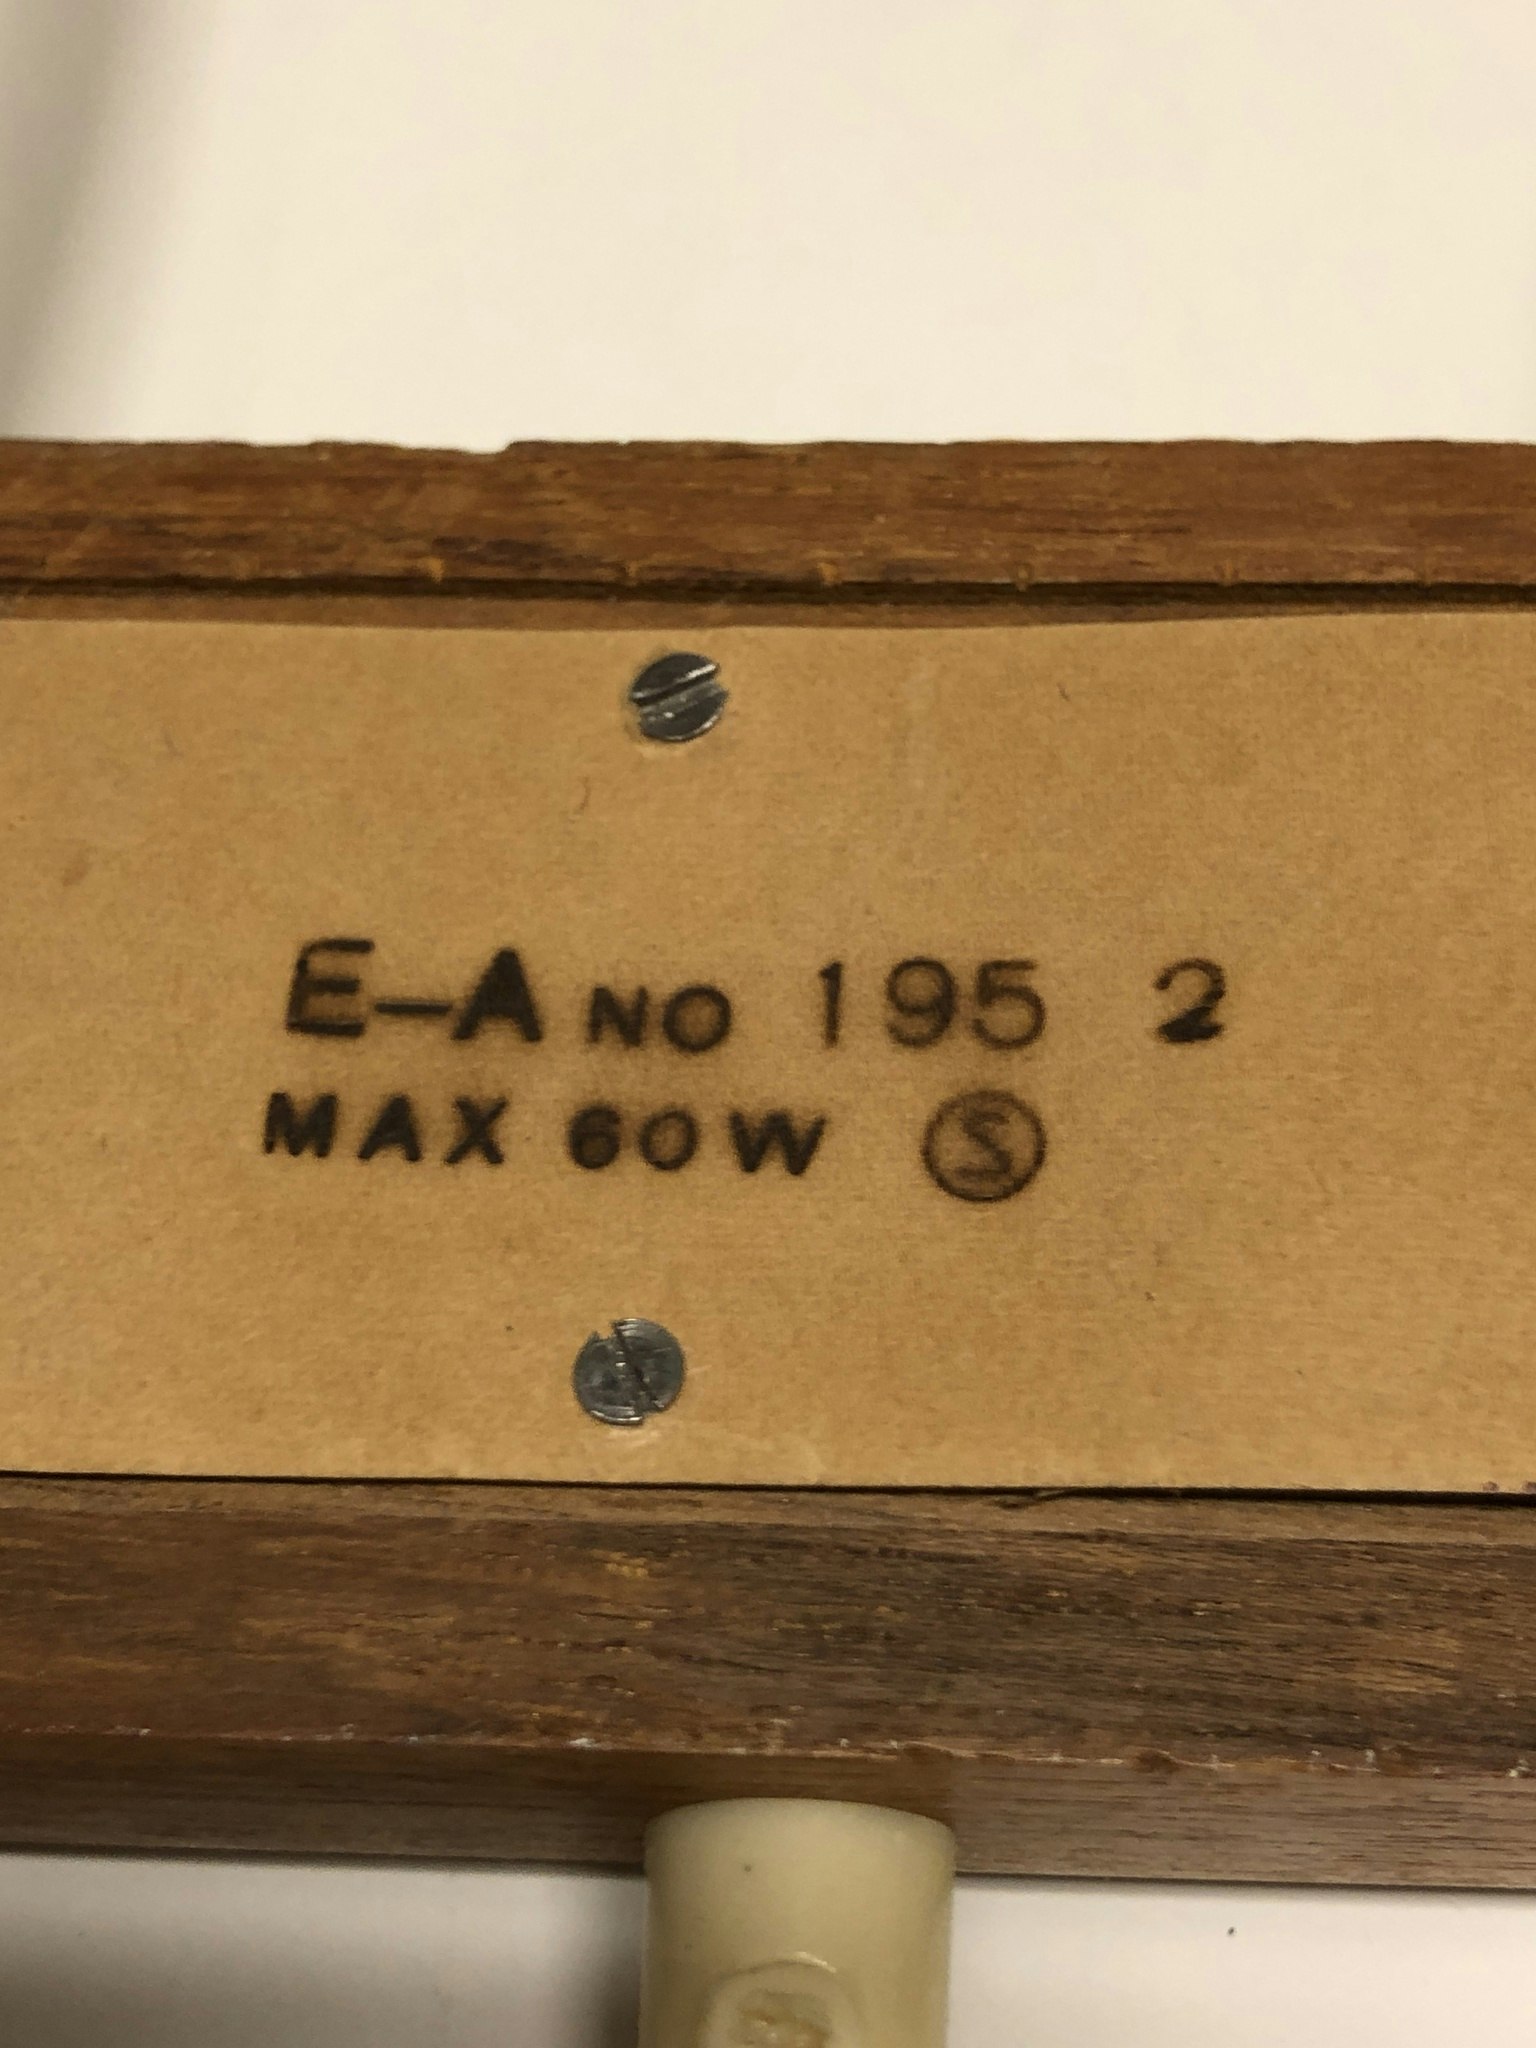 E-A NO 195 2
MAX 60W Ⓢ